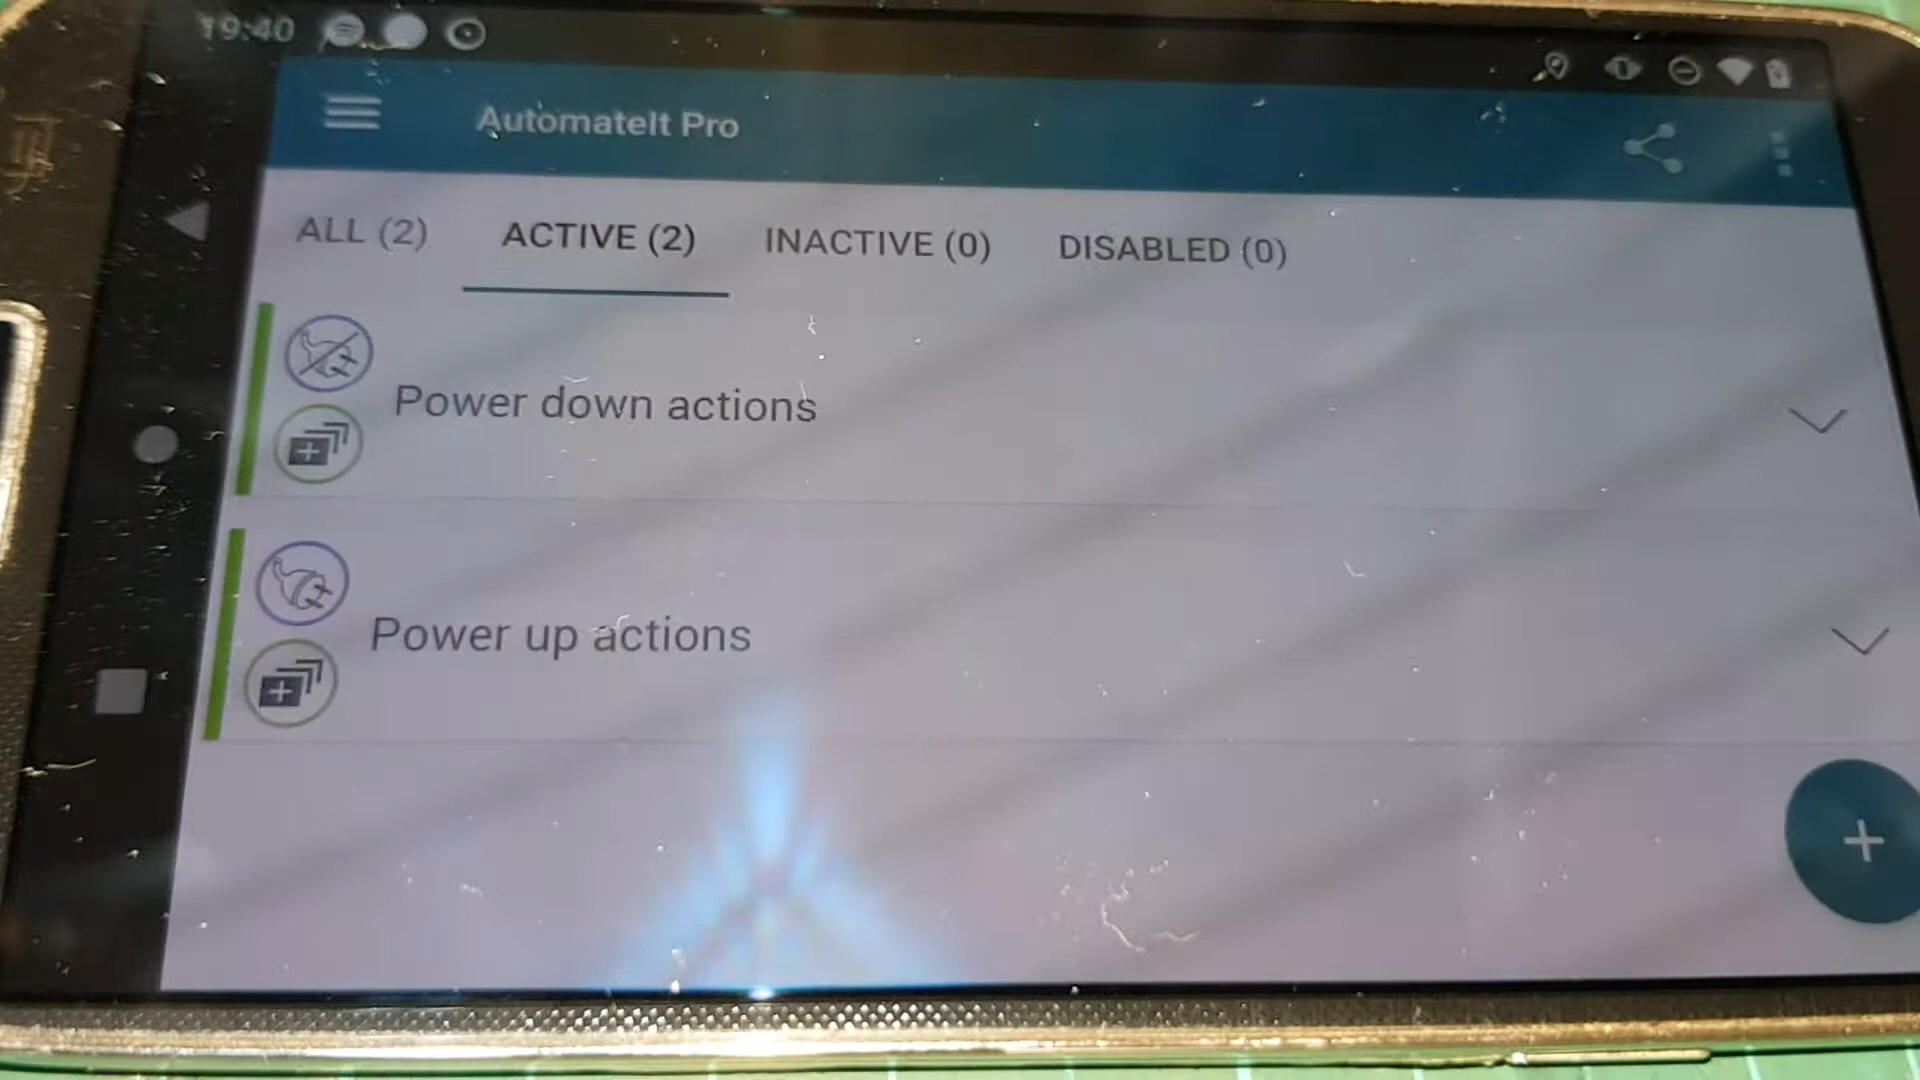 19:40
AutomateIt Pro
ALL (2) ACTIVE (2) INACTIVE (0) DISABLED (0)
Power down actions
Power up actions